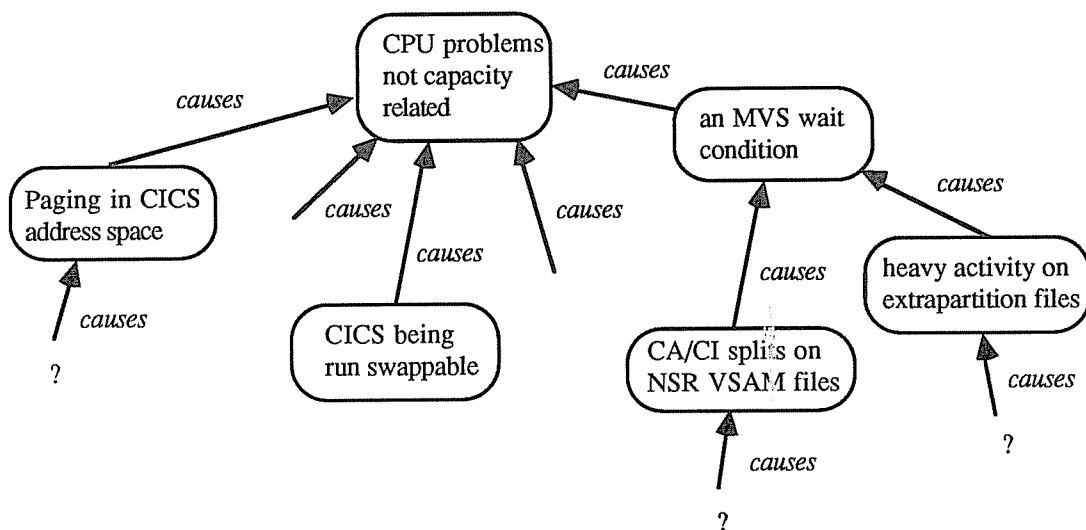 CPU problems
not capacity
related
causes
causes
an MVS wait
condition
Paging in CICS
address space
causes
causes
causes
causes
causes
heavy activity on
extrapartition files
causes
CICS being
run swappable
CA/CI splits on
NSR VSAM files
causes
?
causes
?
causes
?